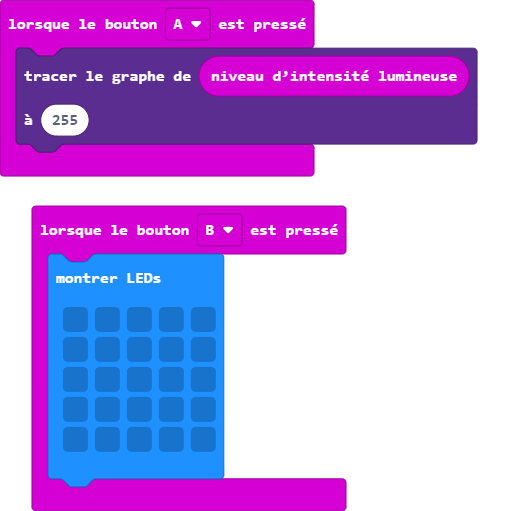 lorsque le bouton A est pressé
tracer le graphe de niveau d'intensité lumineuse
à 255
lorsque le bouton B est pressé
montrer LEDs